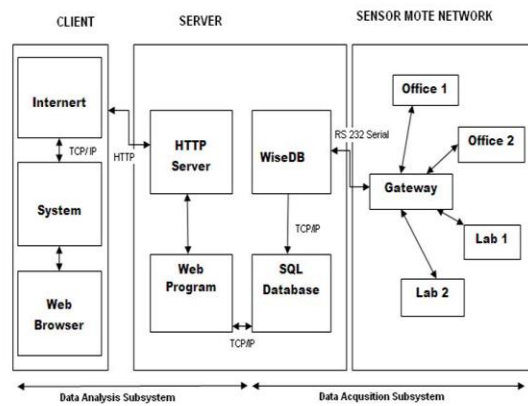 CLIENT
SERVER
SENSOR MOTE NETWORK
Internert
TCP/ IP
System
Web
Browser
HTTP
HTTP
Server
Web
Program
TCP/IP
WiseDB
TCP/IP
SQL
Database
RS 232 Serial
Office 1
Office 2
Gateway
Lab 1
Lab 2
Data Analysis Subsystem
Data Acqusition Subsystem